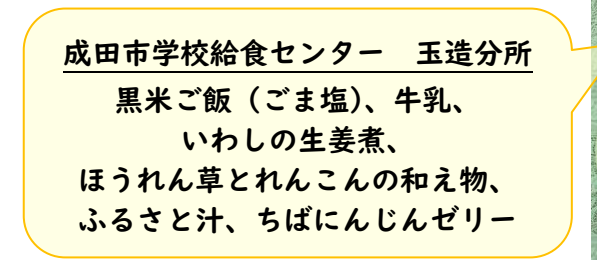 成田市学校給食センター　玉造分所
黒米ご飯（ごま塩）、牛乳、
いわしの生姜煮、
ほうれん草とれんこんの和え物、
ふるさと汁、ちばにんじんゼリー